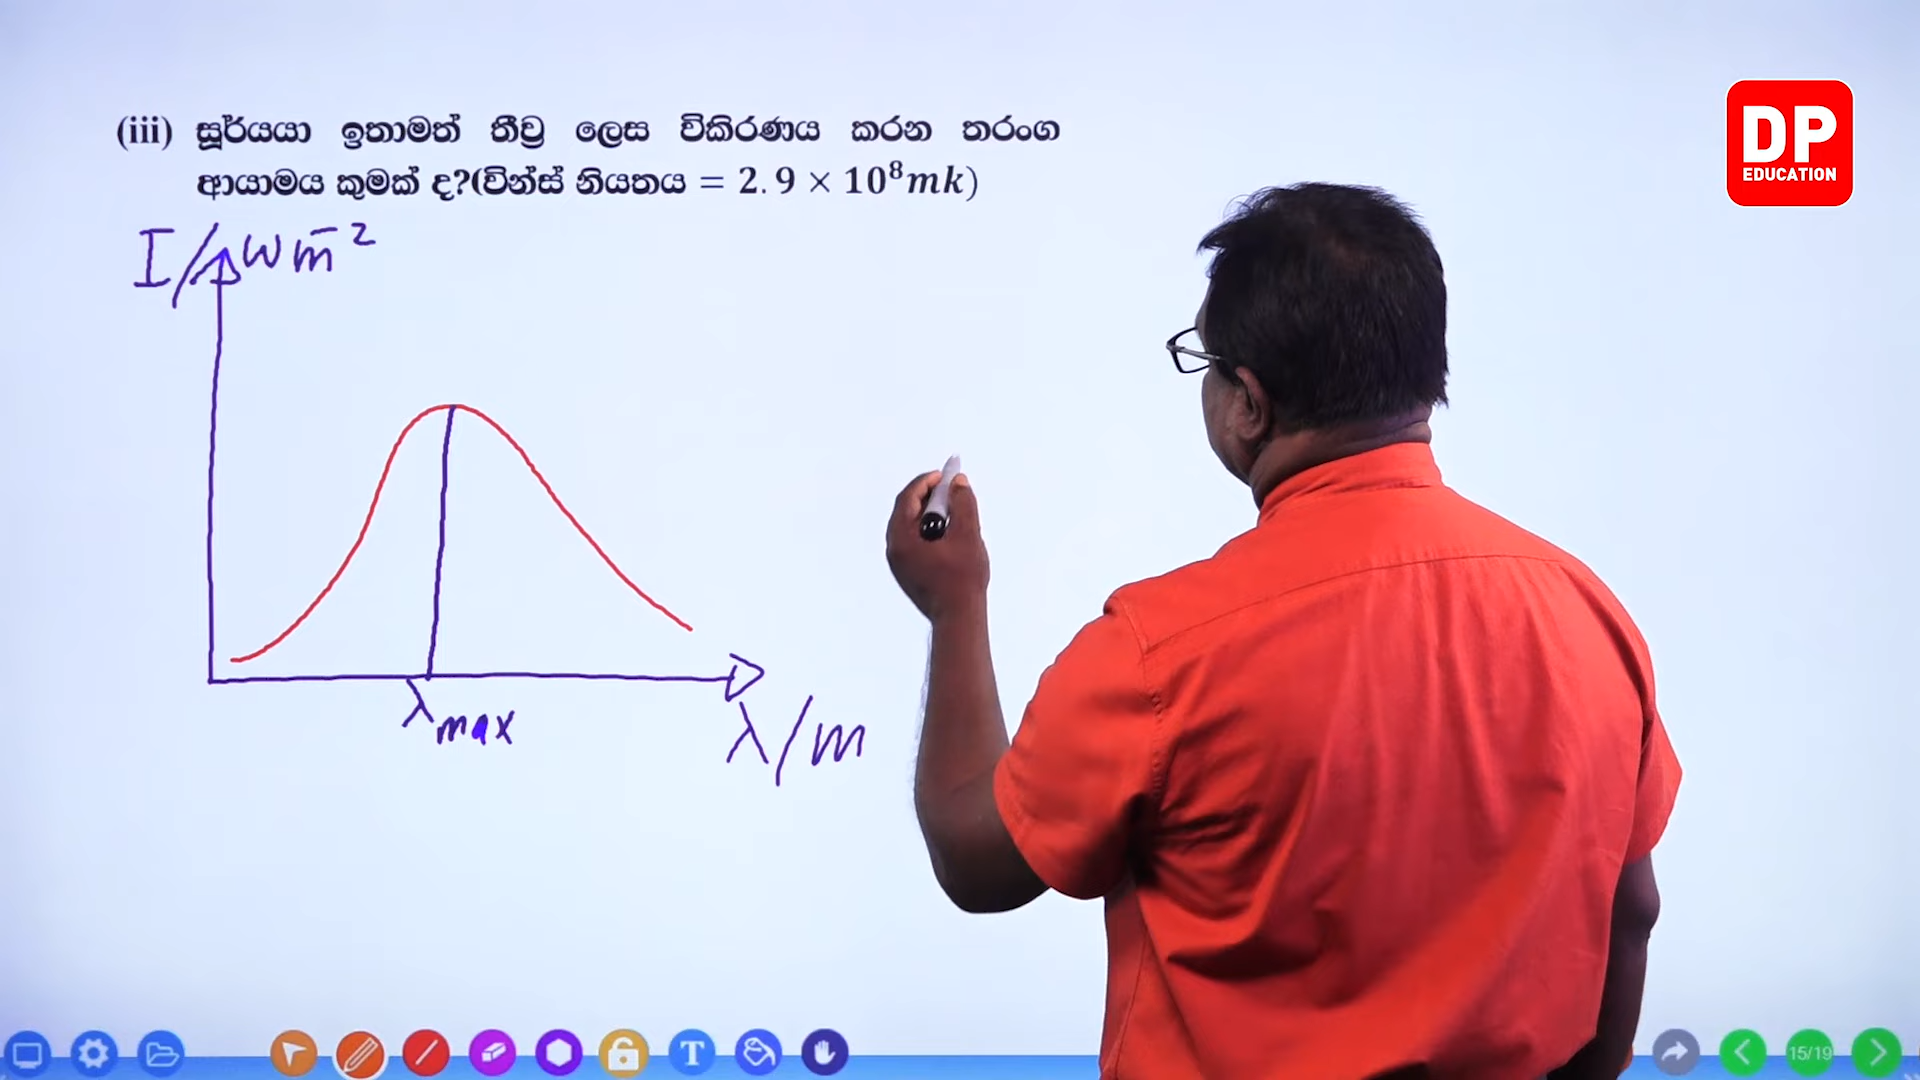 DP
EDUCATION
(iii) සූර්යයා ඉතාමත් තීව්‍ර ලෙස විකිරණය කරන තරංග
ආයාමය කුමක් ද?(වින්ස් නියතය = 2.9 × 10⁸mk)
I/Wm⁻²
λmax
λ/m
T
15/19